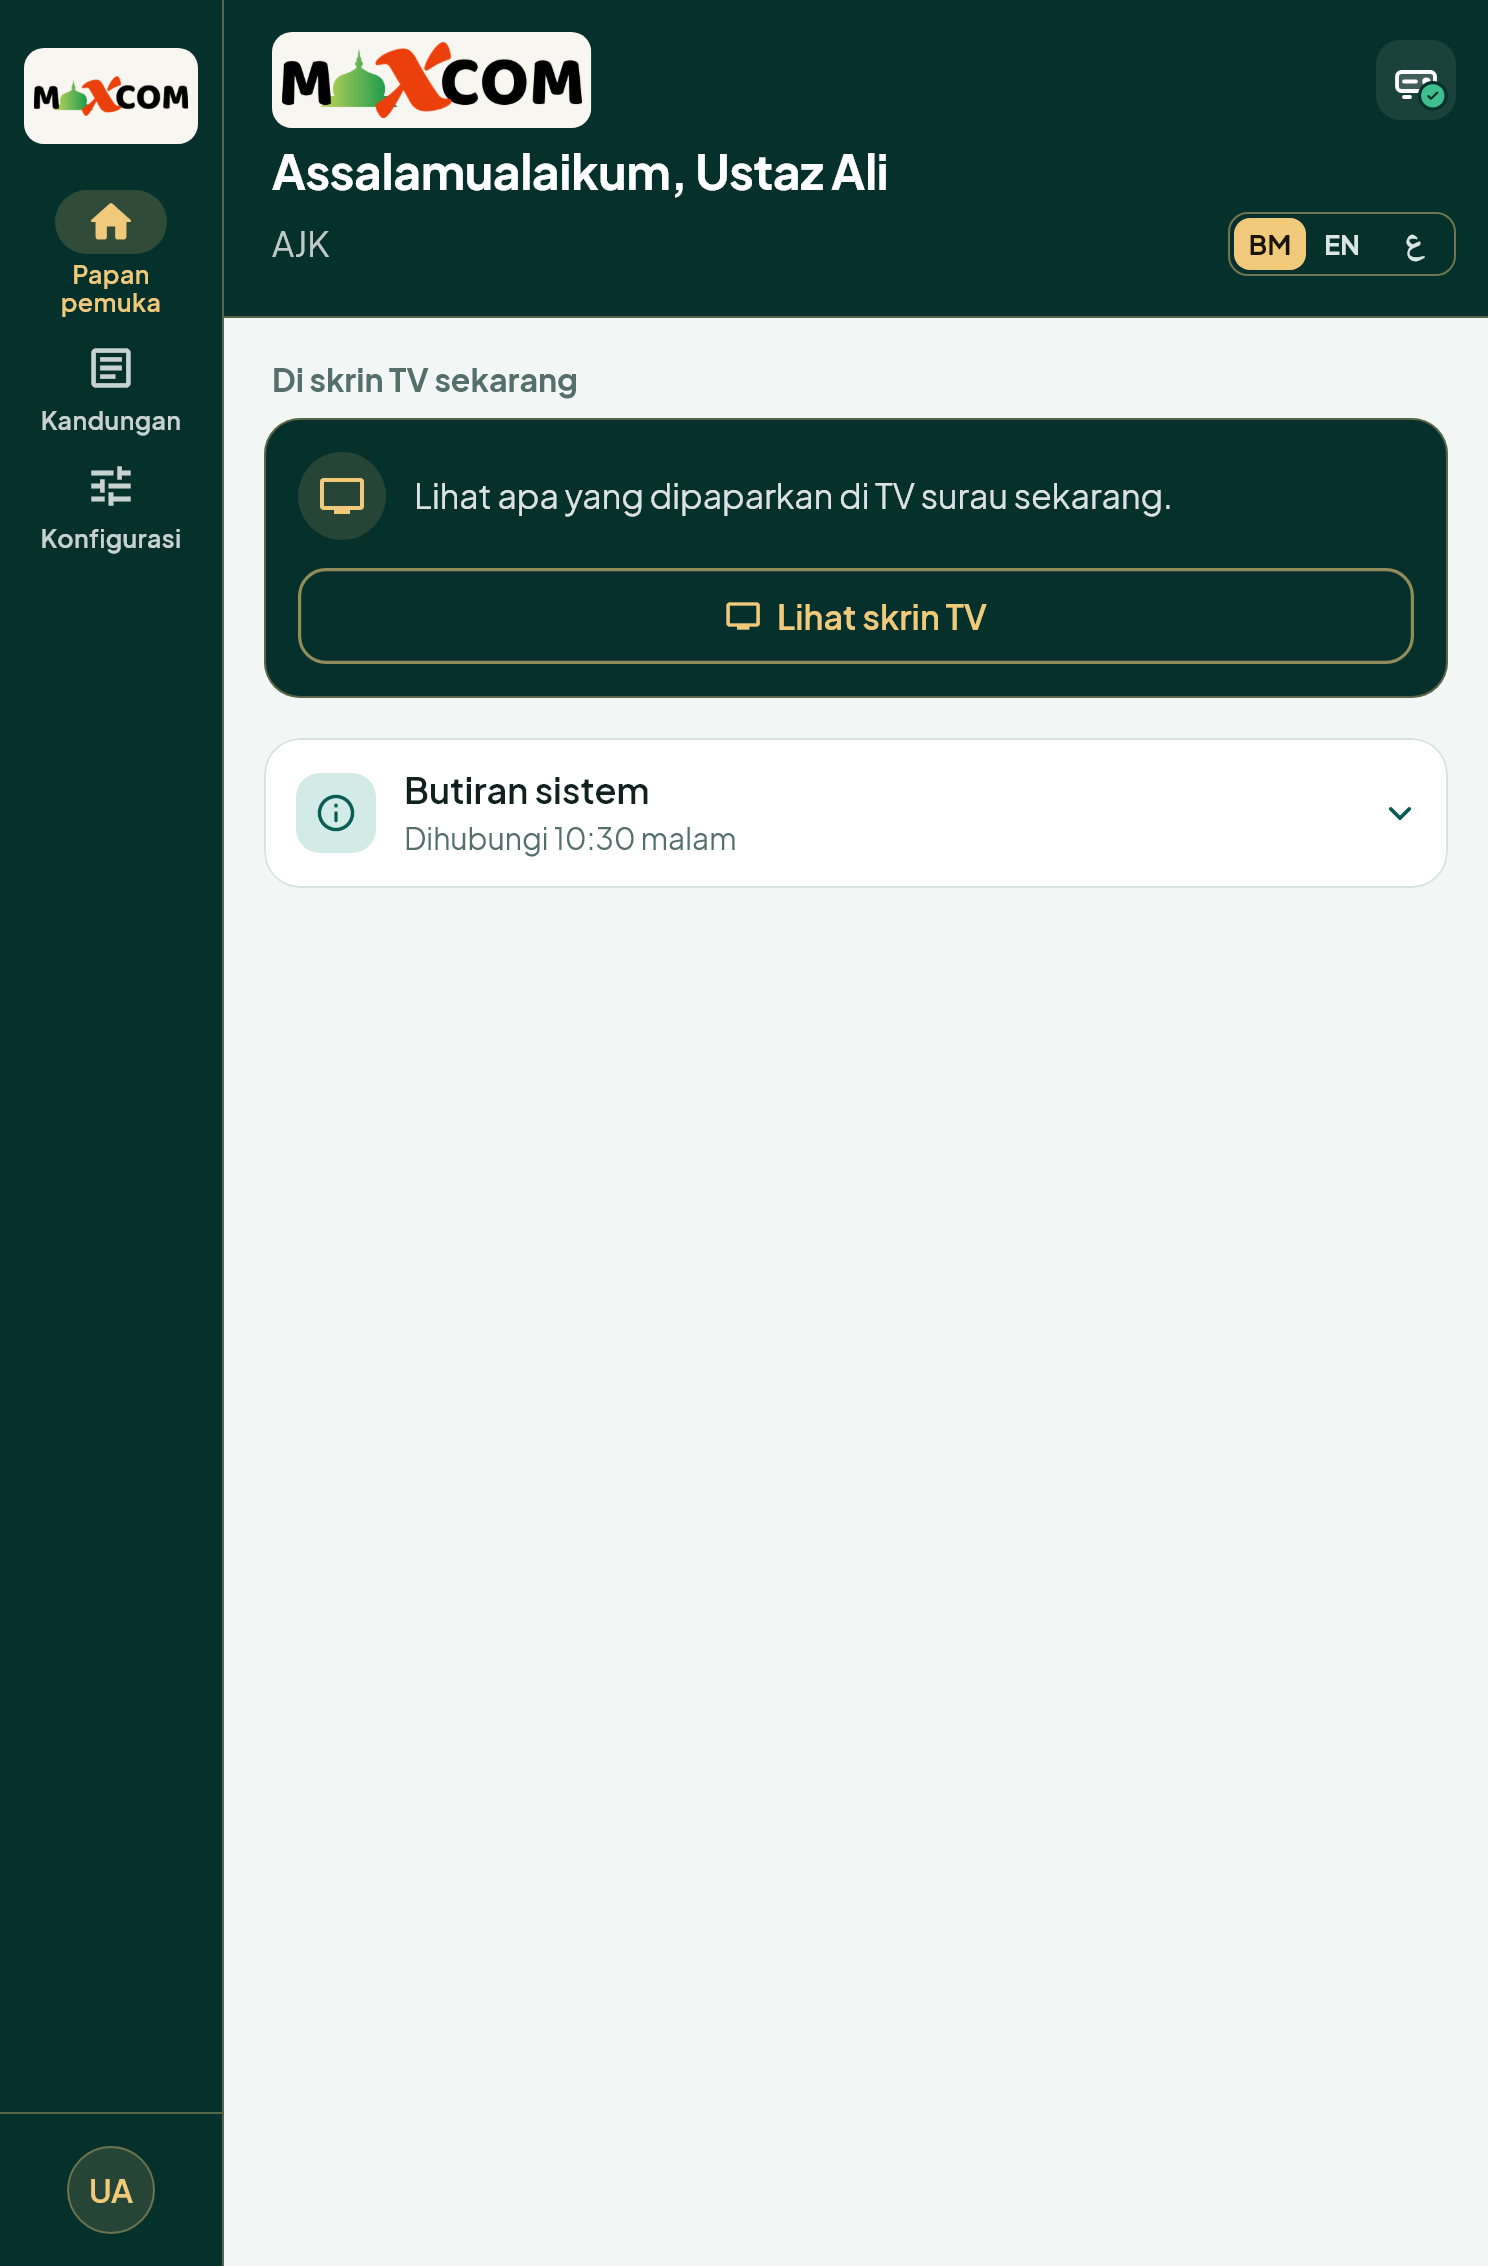 MAXCOM
Papan
pemuka
Kandungan
Konfigurasi
UA
MAXCOM
Assalamualaikum, Ustaz Ali
AJK
BM EN ع
Di skrin TV sekarang
Lihat apa yang dipaparkan di TV surau sekarang.
Lihat skrin TV
Butiran sistem
Dihubungi 10:30 malam